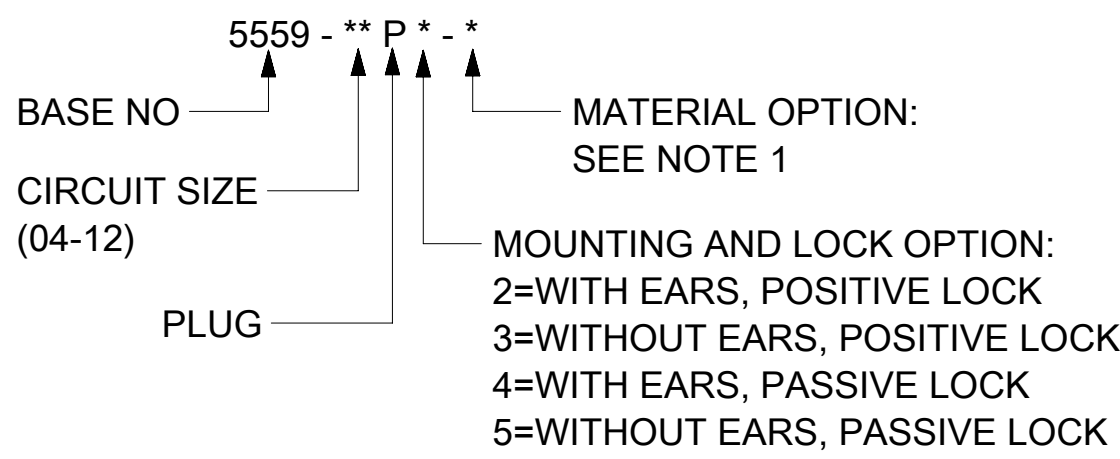 5559 - ** P * - *
BASE NO
MATERIAL OPTION:
SEE NOTE 1
CIRCUIT SIZE
(04-12)
MOUNTING AND LOCK OPTION:
2=WITH EARS, POSITIVE LOCK
3=WITHOUT EARS, POSITIVE LOCK
4=WITH EARS, PASSIVE LOCK
5=WITHOUT EARS, PASSIVE LOCK
PLUG